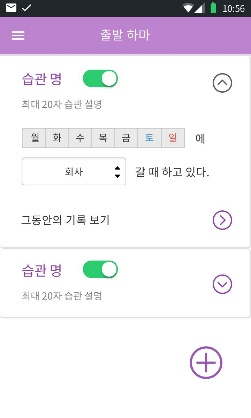 10:56
출발 하마
습관 명
최대 20자 습관 설명
월 화 수 목 금 토 일 에
회사 갈 때 하고 있다.
그동안의 기록 보기
습관 명
최대 20자 습관 설명